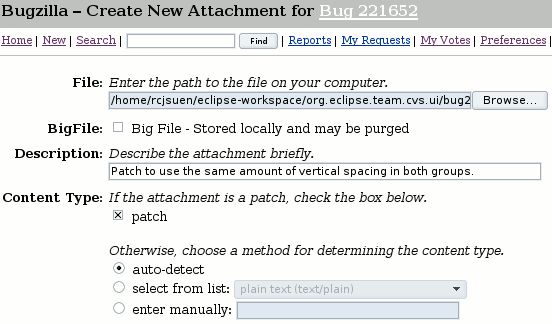 Bugzilla – Create New Attachment for Bug 221652
Home | New | Search | Find | Reports | My Requests | My Votes | Preferences |
File: Enter the path to the file on your computer.
/home/rcjsuen/eclipse-workspace/org.eclipse.team.cvs.ui/bug2 Browse...
BigFile: Big File - Stored locally and may be purged
Description: Describe the attachment briefly.
Patch to use the same amount of vertical spacing in both groups.
Content Type: If the attachment is a patch, check the box below.
patch
Otherwise, choose a method for determining the content type.
auto-detect
select from list: plain text (text/plain)
enter manually: